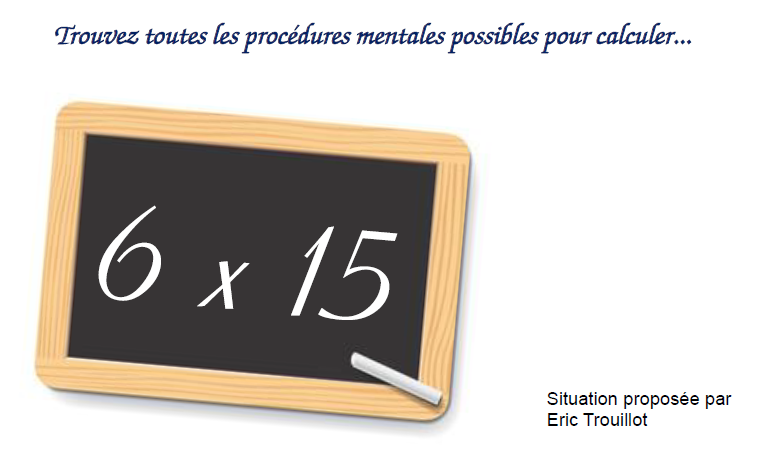 Trouvez toutes les procédures mentales possibles pour calculer...
6 x 15
Situation proposée par
Eric Trouillot